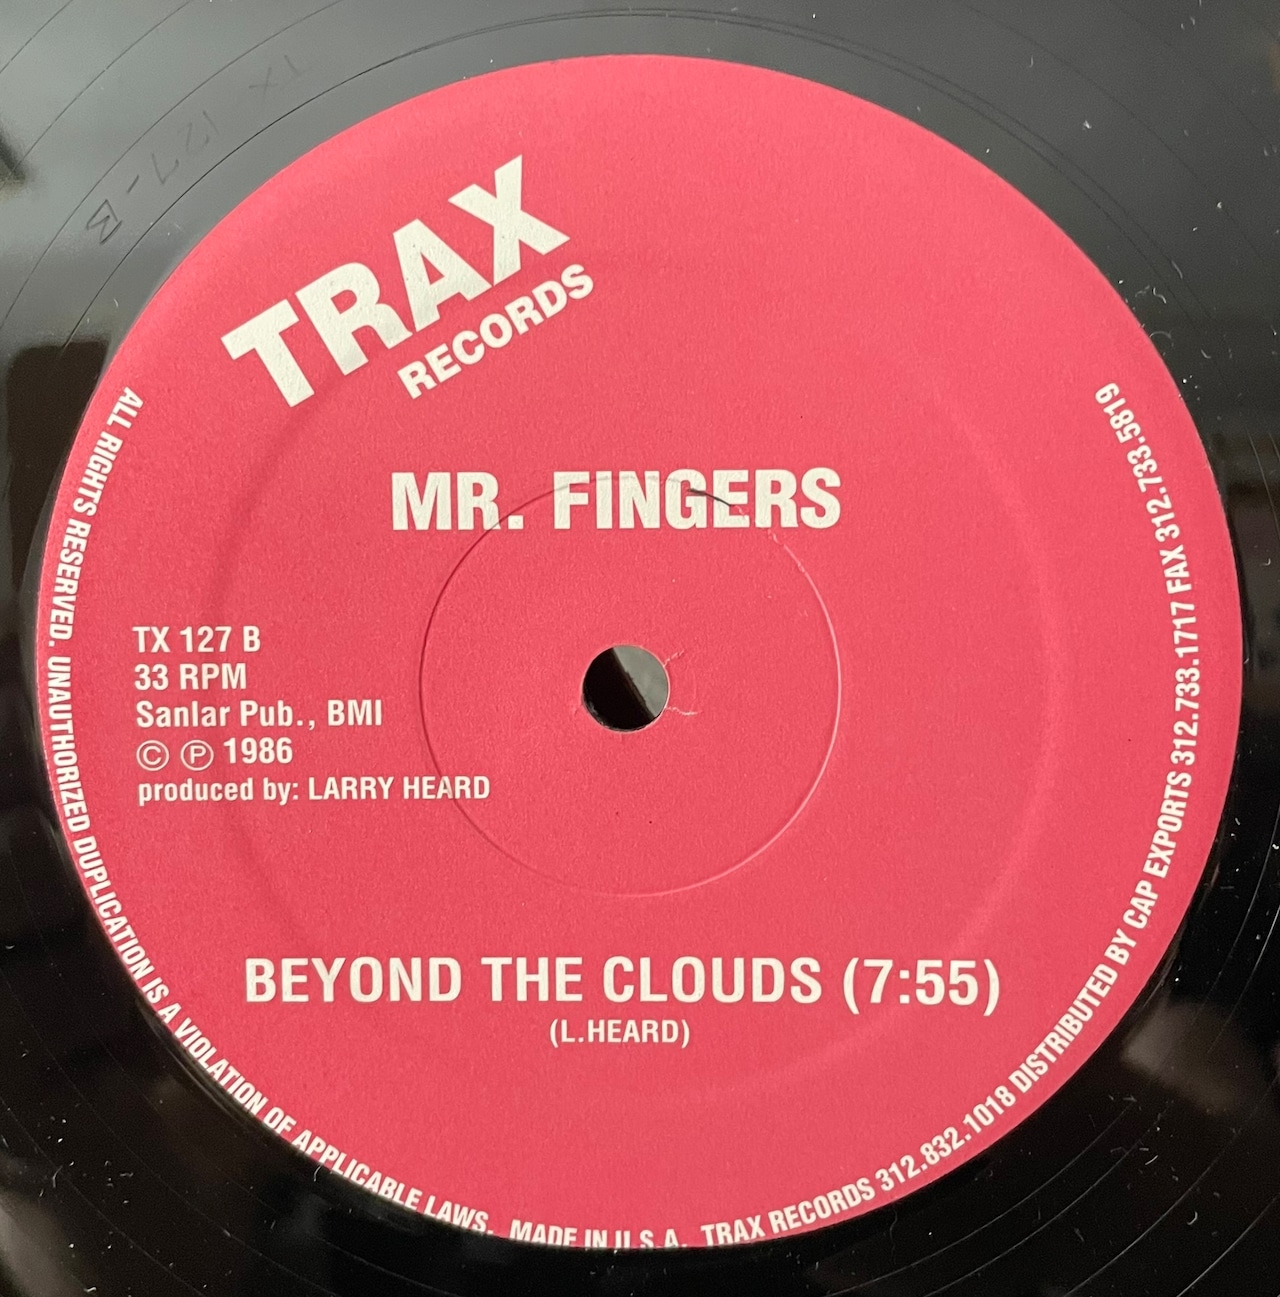 TX 127-B
TRAX
RECORDS
MR. FINGERS
TX 127 B
33 RPM
Sanlar Pub., BMI
© ℗ 1986
produced by: LARRY HEARD
BEYOND THE CLOUDS (7:55)
(L.HEARD)
ALL RIGHTS RESERVED. UNAUTHORIZED DUPLICATION IS A VIOLATION OF APPLICABLE LAWS. MADE IN U.S.A. TRAX RECORDS 312.832.1018 DISTRIBUTED BY CAP EXPORTS 312.733.1717 FAX 312.733.5819